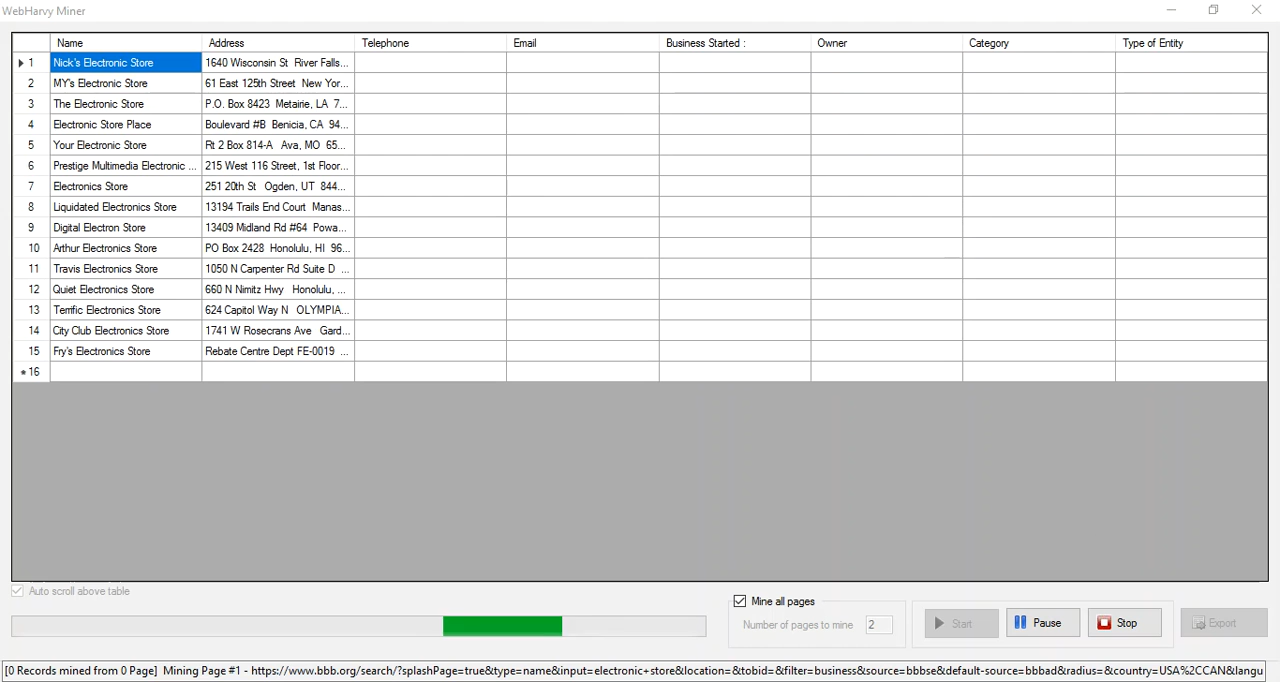 WebHarvy Miner
Name Address Telephone Email Business Started : Owner Category Type of Entity
1 Nick's Electronic Store 1640 Wisconsin St River Falls...
2 MY's Electronic Store 61 East 125th Street New Yor...
3 The Electronic Store P.O. Box 8423 Metairie, LA 7...
4 Electronic Store Place Boulevard #B Benicia, CA 94...
5 Your Electronic Store Rt 2 Box 814-A Ava, MO 65...
6 Prestige Multimedia Electronic ... 215 West 116 Street, 1st Floor...
7 Electronics Store 251 20th St Ogden, UT 844...
8 Liquidated Electronics Store 13194 Trails End Court Manas...
9 Digital Electron Store 13409 Midland Rd #64 Powa...
10 Arthur Electronics Store PO Box 2428 Honolulu, HI 96...
11 Travis Electronics Store 1050 N Carpenter Rd Suite D ...
12 Quiet Electronics Store 660 N Nimitz Hwy Honolulu, ...
13 Terrific Electronics Store 624 Capitol Way N OLYMPIA...
14 City Club Electronics Store 1741 W Rosecrans Ave Gard...
15 Fry's Electronics Store Rebate Centre Dept FE-0019 ...
* 16
Auto scroll above table
Mine all pages
Number of pages to mine 2
Start Pause Stop Export
[0 Records mined from 0 Page] Mining Page #1 - https://www.bbb.org/search/?splashPage=true&type=name&input=electronic+store&location=&tobid=&filter=business&source=bbbse&default-source=bbbad&radius=&country=USA%2CCAN&langu